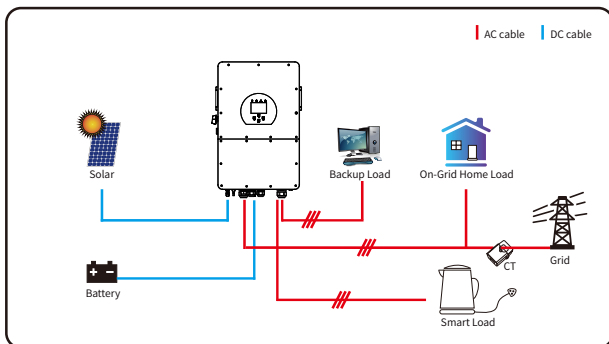 AC cable
DC cable
Solar
Backup Load
On-Grid Home Load
CT
Grid
Battery
Smart Load